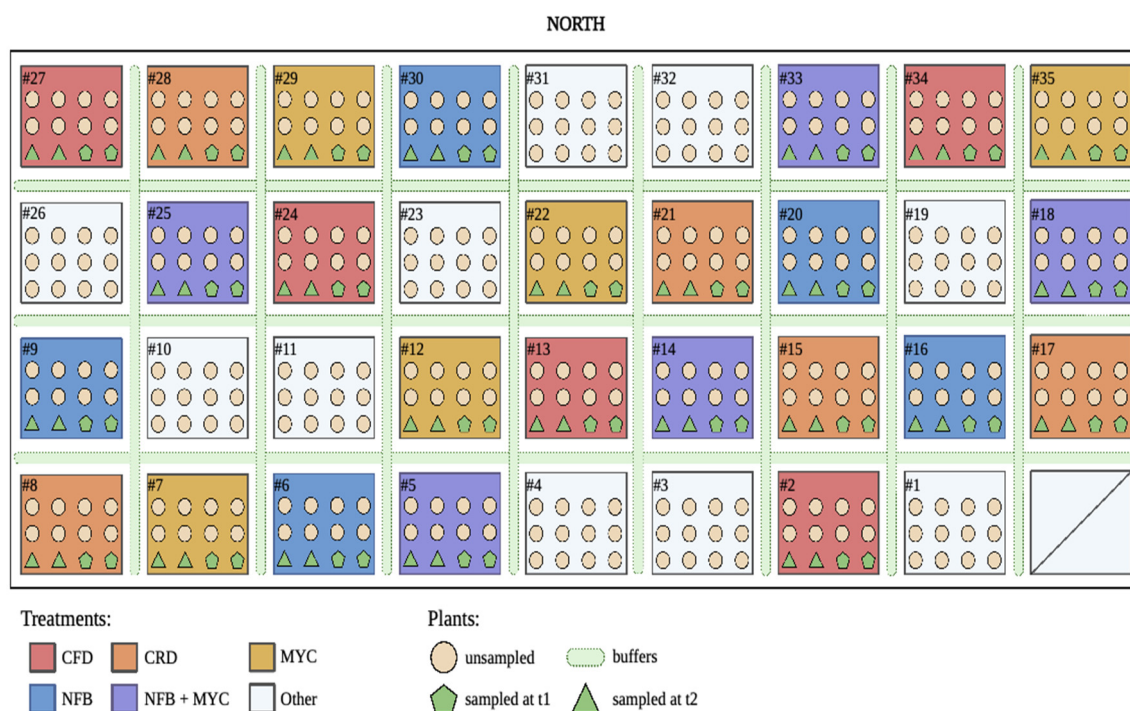 NORTH
#27 #28 #29 #30 #31 #32 #33 #34 #35
#26 #25 #24 #23 #22 #21 #20 #19 #18
#9 #10 #11 #12 #13 #14 #15 #16 #17
#8 #7 #6 #5 #4 #3 #2 #1
Treatments: Plants:
CFD CRD MYC unsampled buffers
NFB NFB + MYC Other sampled at t1 sampled at t2